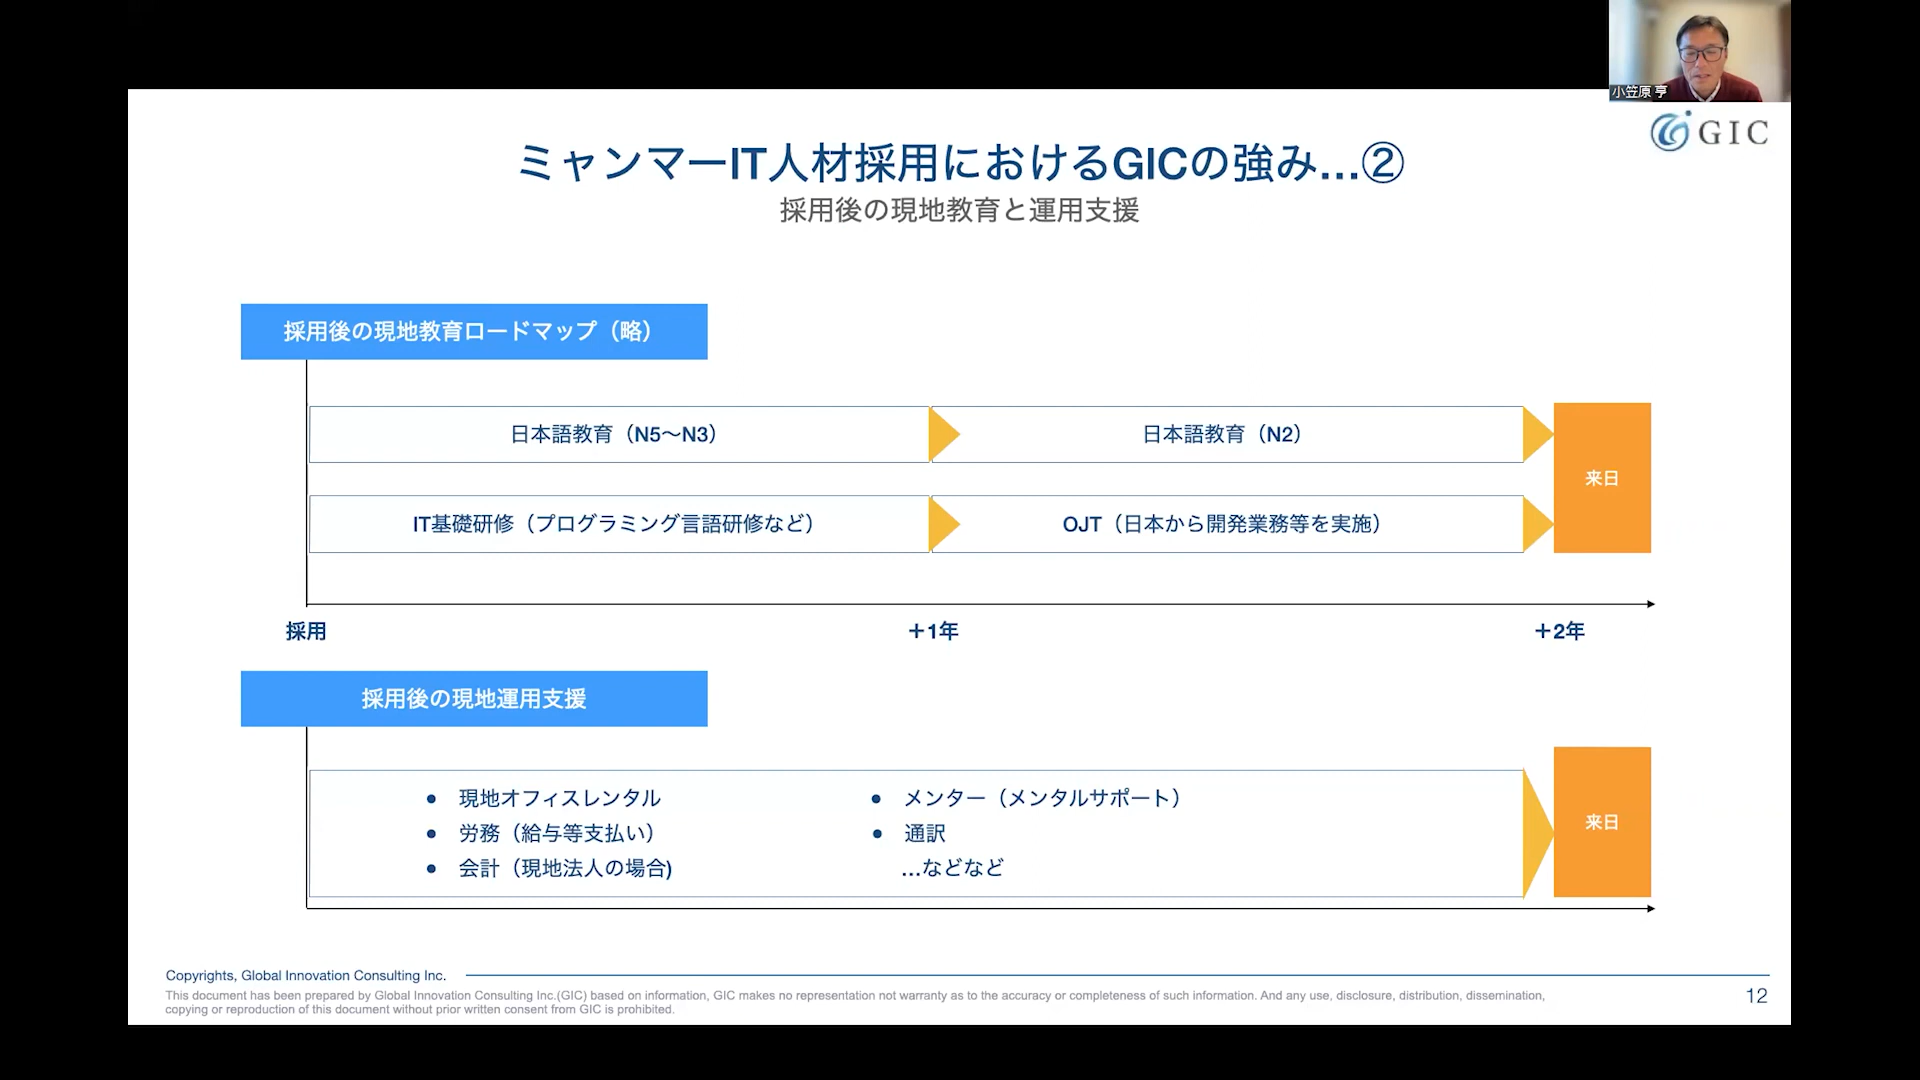 小笠原 亨
GIC
ミャンマーIT人材採用におけるGICの強み…②
採用後の現地教育と運用支援
採用後の現地教育ロードマップ（略）
日本語教育（N5〜N3）
日本語教育（N2）
来日
IT基礎研修（プログラミング言語研修など）
OJT（日本から開発業務等を実施）
採用
＋1年
＋2年
採用後の現地運用支援
● 現地オフィスレンタル
● 労務（給与等支払い）
● 会計（現地法人の場合)
● メンター（メンタルサポート）
● 通訳
…などなど
来日
Copyrights, Global Innovation Consulting Inc.
This document has been prepared by Global Innovation Consulting Inc.(GIC) based on information, GIC makes no representation not warranty as to the accuracy or completeness of such information. And any use, disclosure, distribution, dissemination,
copying or reproduction of this document without prior written consent from GIC is prohibited.
12